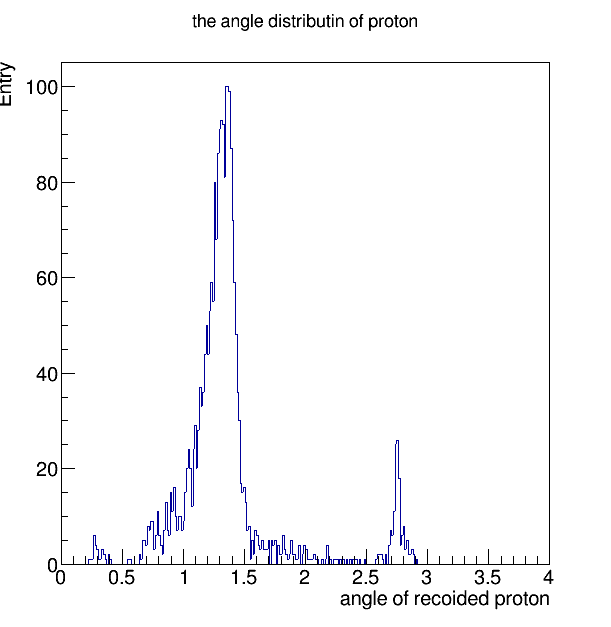 the angle distributin of proton
Entry
100
80
60
40
20
0
0 0.5 1 1.5 2 2.5 3 3.5 4
angle of recoided proton